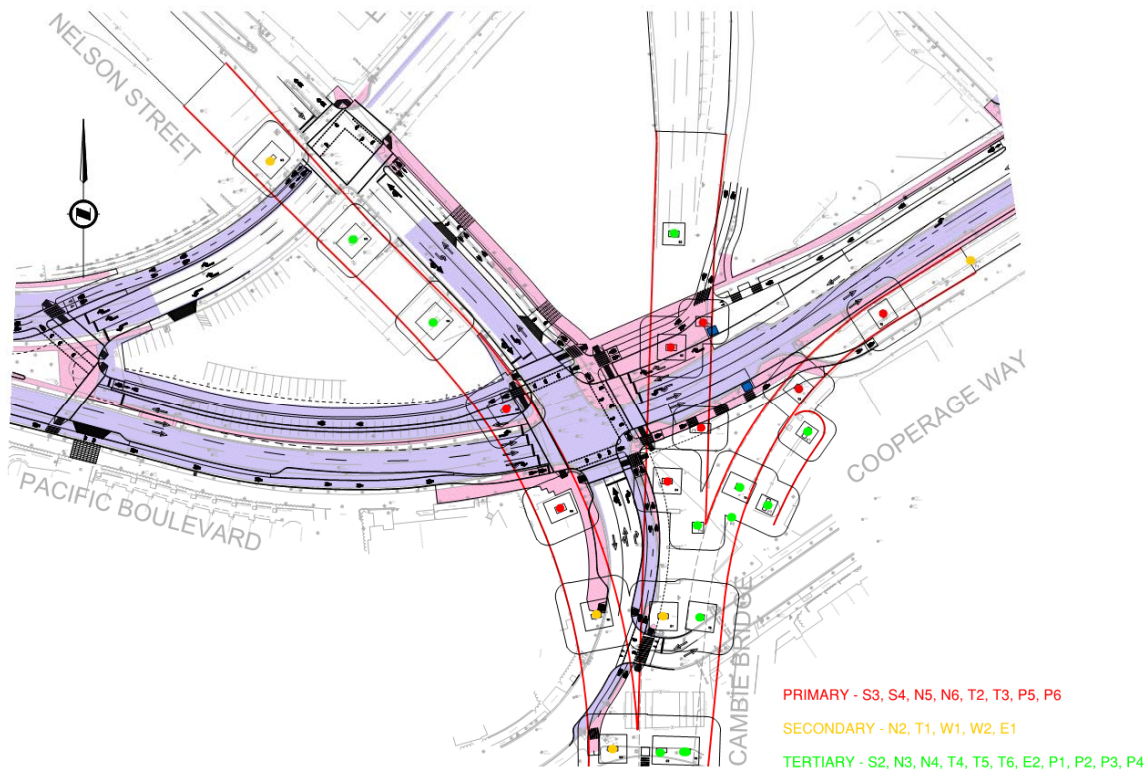 NELSON STREET
COOPERAGE WAY
PACIFIC BOULEVARD
CAMBIE BRIDGE
PRIMARY - S3, S4, N5, N6, T2, T3, P5, P6
SECONDARY - N2, T1, W1, W2, E1
TERTIARY - S2, N3, N4, T4, T5, T6, E2, P1, P2, P3, P4